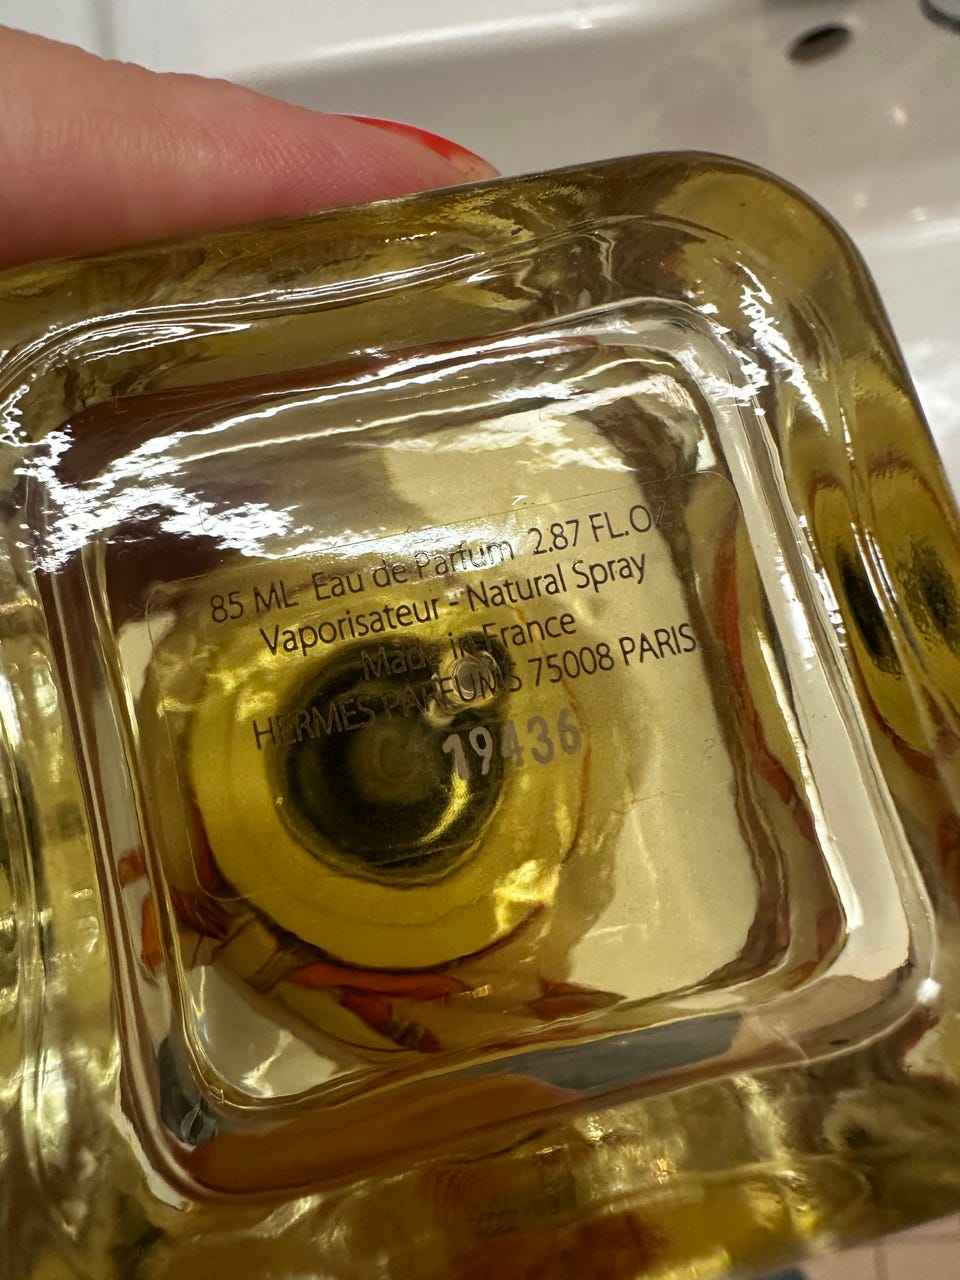 85 ML Eau de Parfum 2.87 FL.OZ
Vaporisateur - Natural Spray
Made in France
HERMES PARFUMS 75008 PARIS
19436